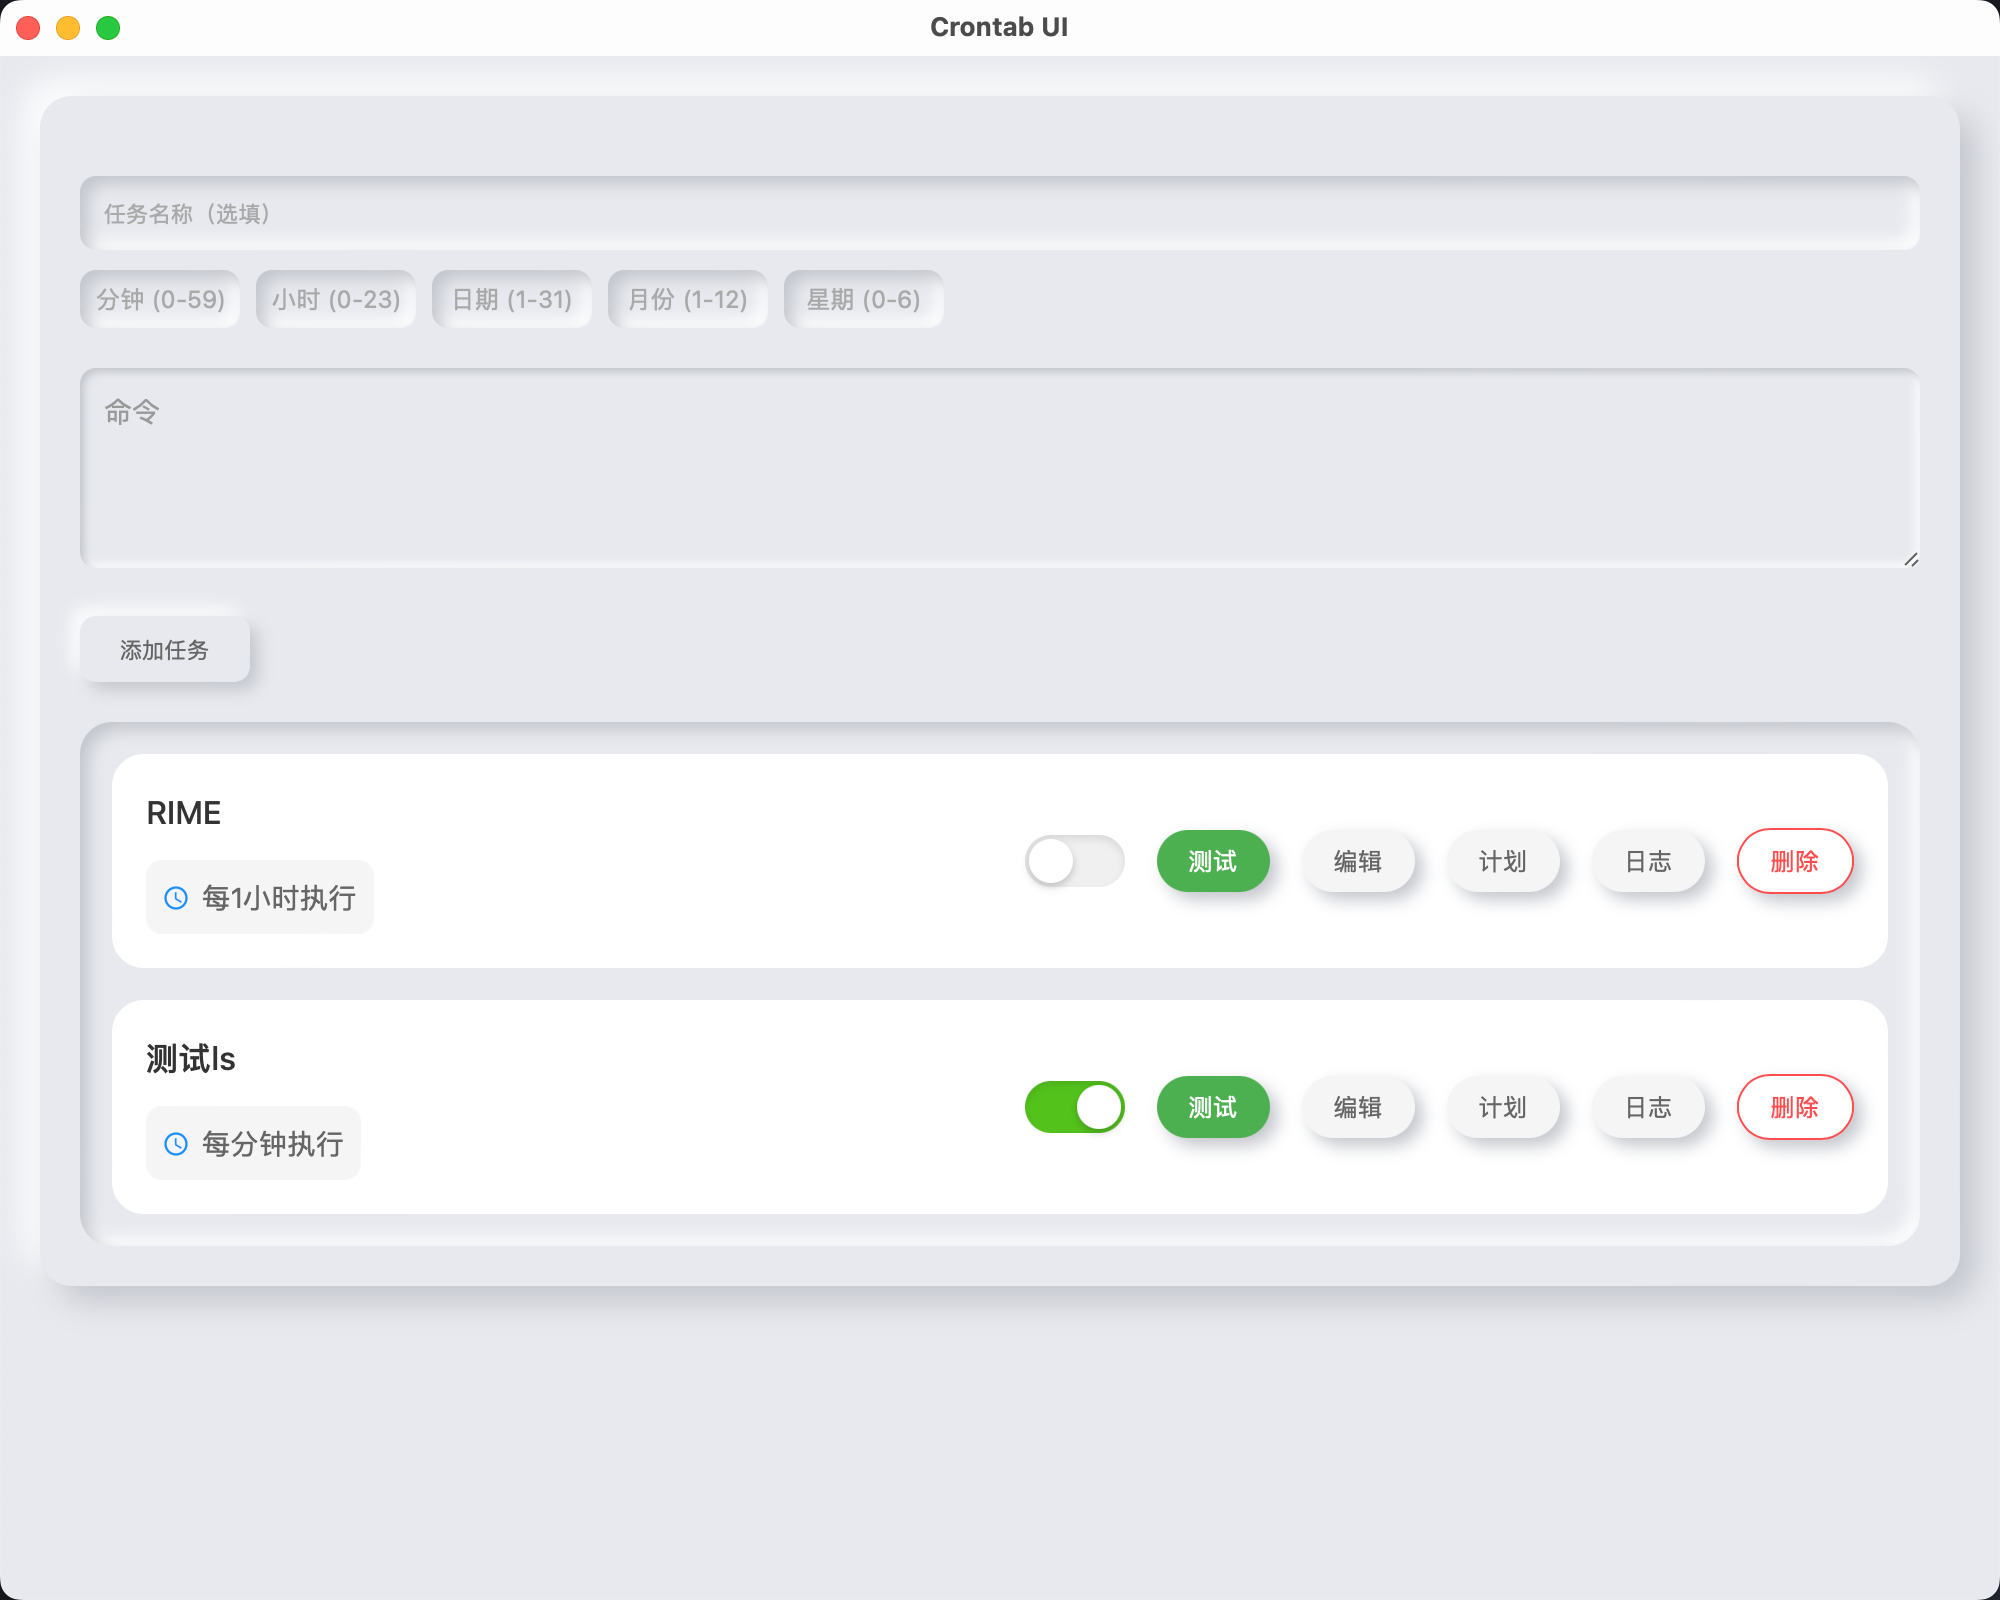 Crontab UI
任务名称（选填）
分钟 (0-59) 小时 (0-23) 日期 (1-31) 月份 (1-12) 星期 (0-6)
命令
添加任务
RIME
每1小时执行
测试 编辑 计划 日志 删除
测试ls
每分钟执行
测试 编辑 计划 日志 删除